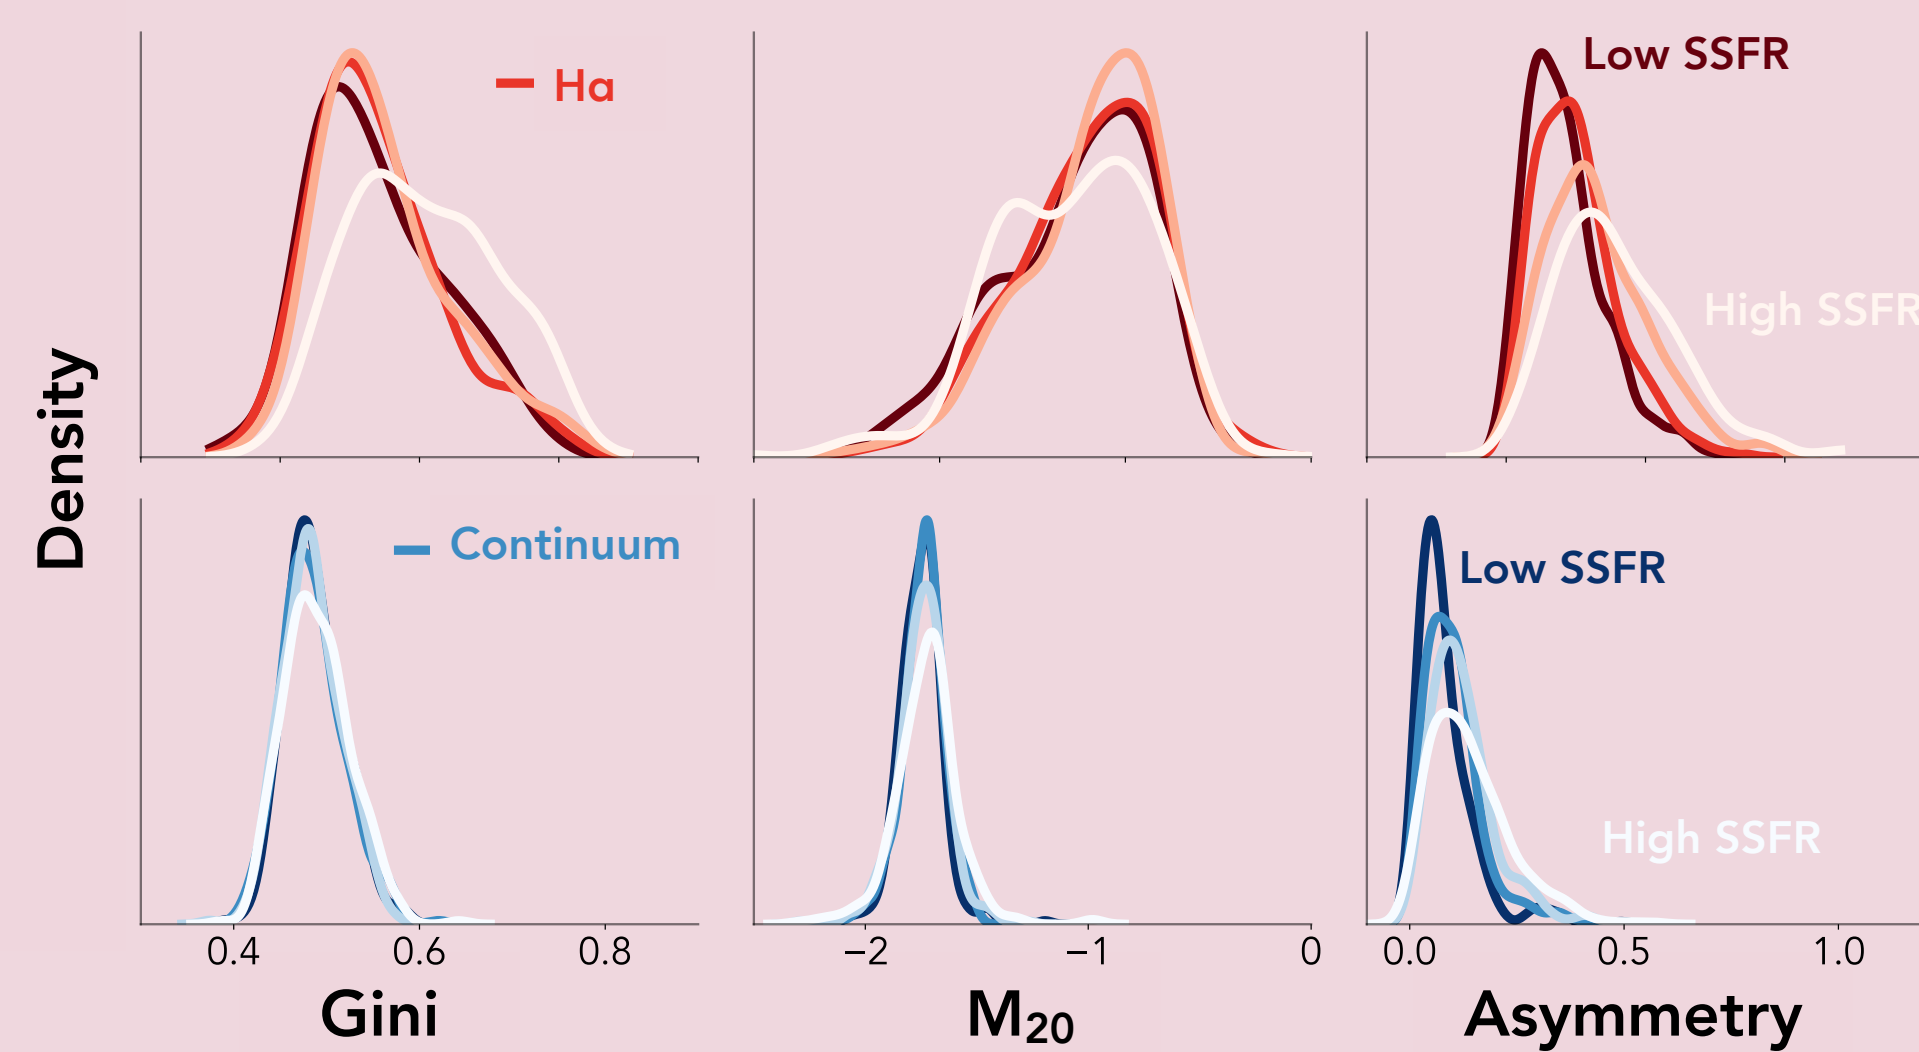 Density
Ha
Low SSFR
High SSFR
Continuum
Low SSFR
High SSFR
0.4 0.6 0.8
−2 −1 0
0.0 0.5 1.0
Gini
M20
Asymmetry